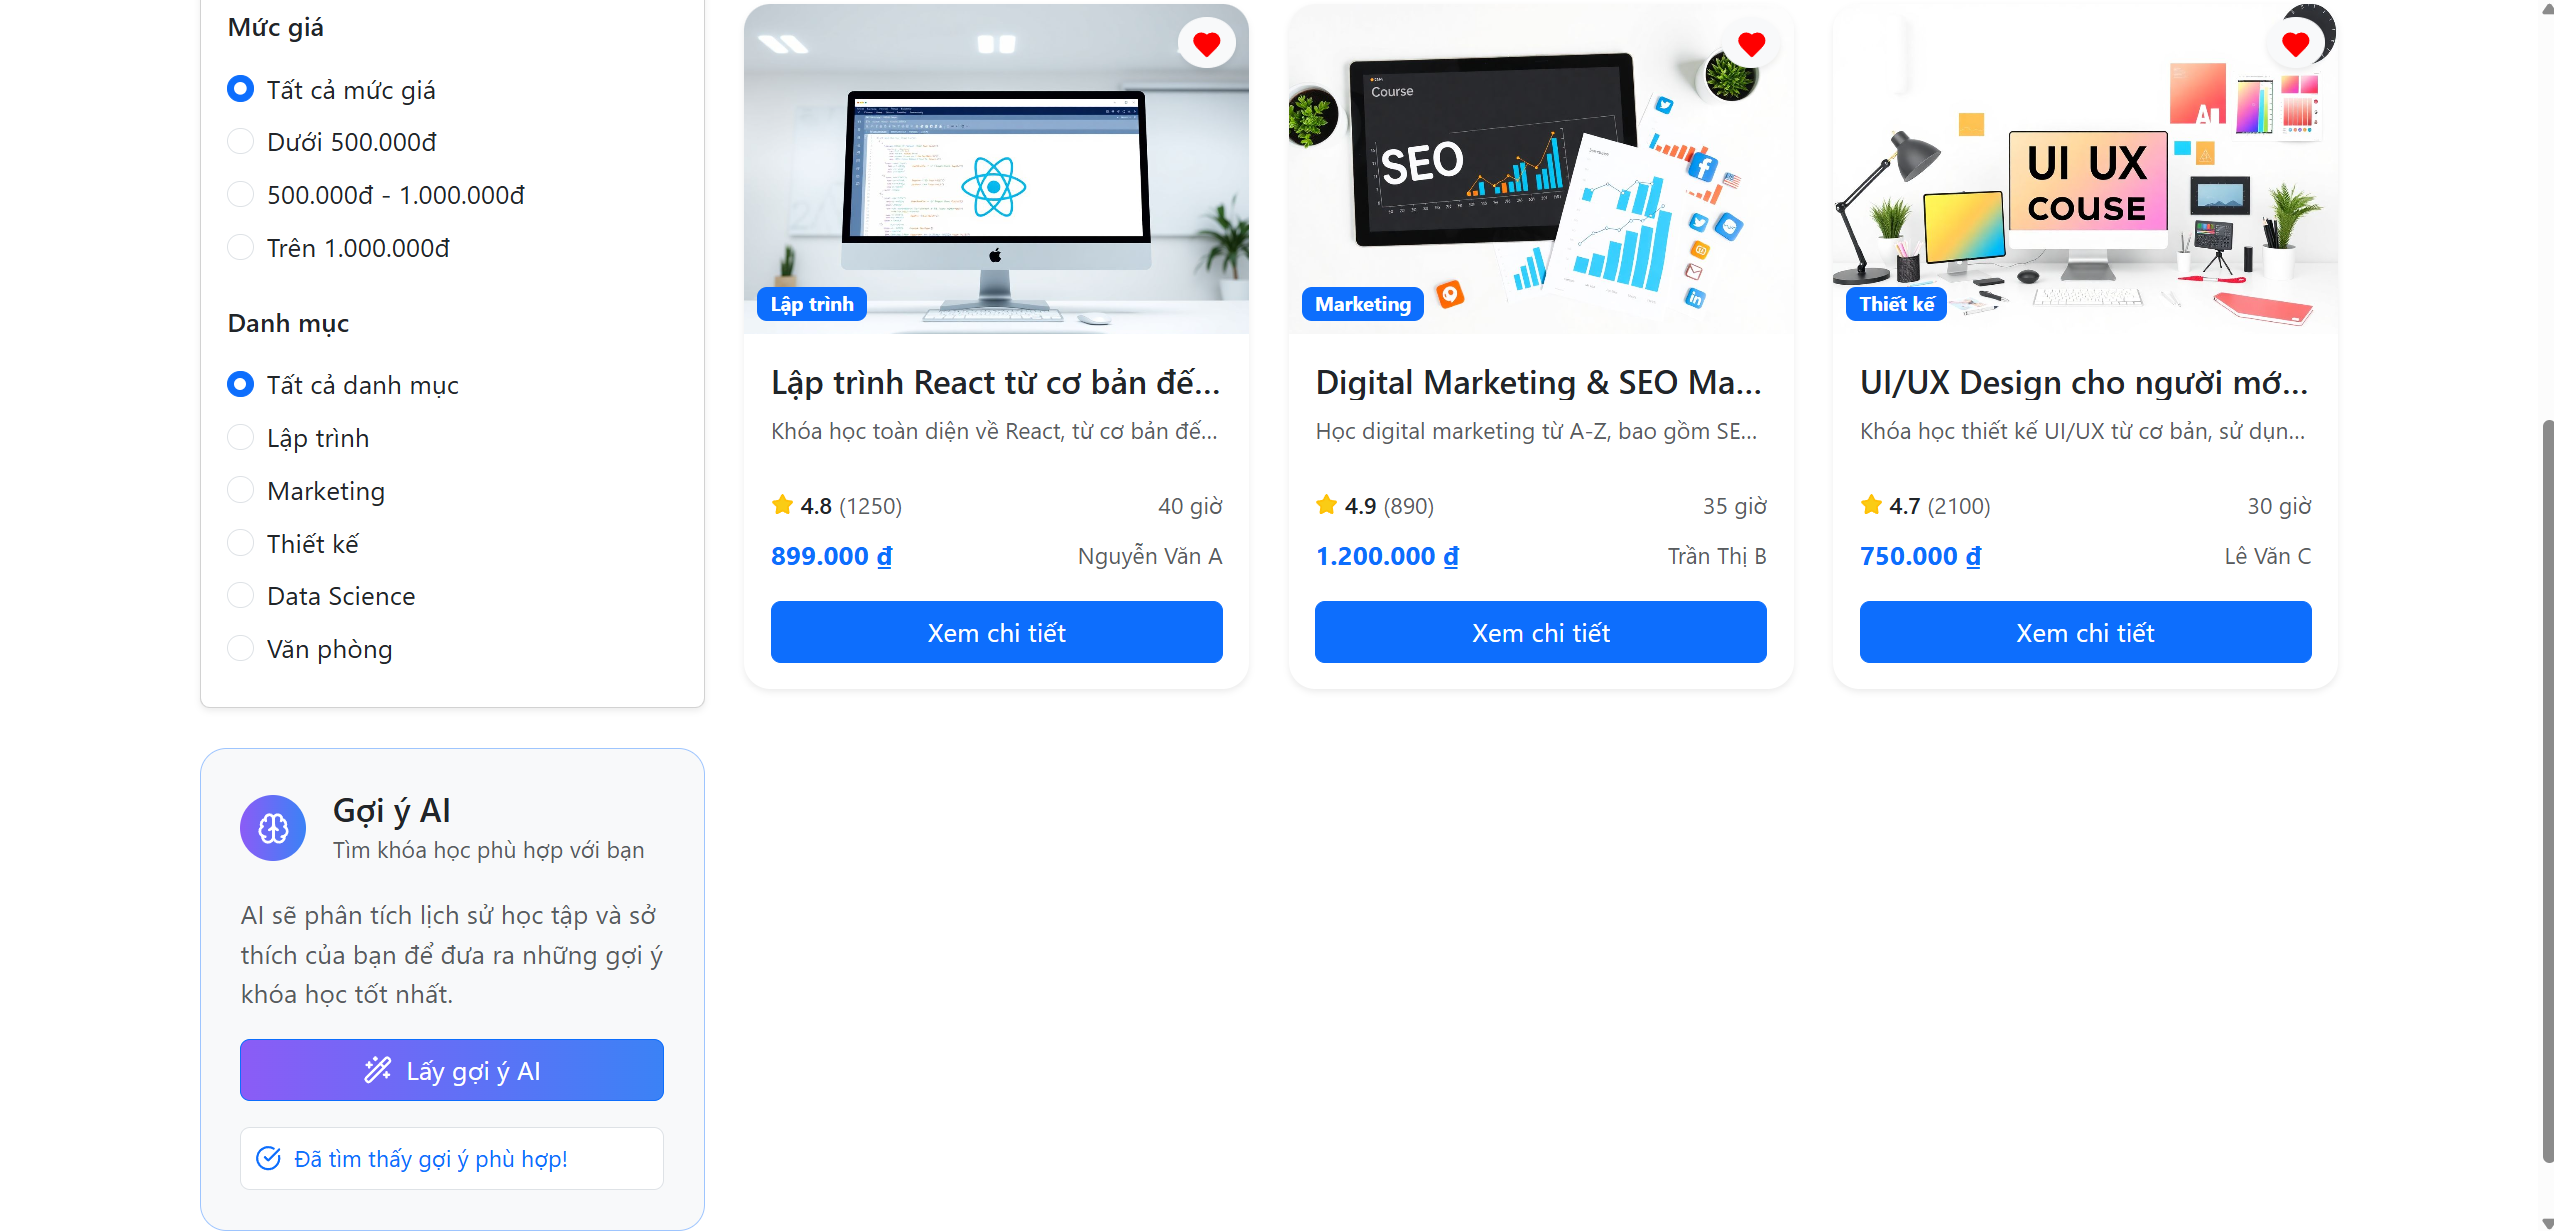 Mức giá
Tất cả mức giá
Dưới 500.000đ
500.000đ - 1.000.000đ
Trên 1.000.000đ
Danh mục
Tất cả danh mục
Lập trình
Marketing
Thiết kế
Data Science
Văn phòng
Gợi ý AI
Tìm khóa học phù hợp với bạn
AI sẽ phân tích lịch sử học tập và sở
thích của bạn để đưa ra những gợi ý
khóa học tốt nhất.
Lấy gợi ý AI
Đã tìm thấy gợi ý phù hợp!
Lập trình
Lập trình React từ cơ bản đế...
Khóa học toàn diện về React, từ cơ bản đế...
4.8 (1250)
40 giờ
899.000 ₫
Nguyễn Văn A
Xem chi tiết
Course
SEO
Marketing
Digital Marketing & SEO Ma...
Học digital marketing từ A-Z, bao gồm SE...
4.9 (890)
35 giờ
1.200.000 ₫
Trần Thị B
Xem chi tiết
AI
UI UX
COUSE
Thiết kế
UI/UX Design cho người mớ...
Khóa học thiết kế UI/UX từ cơ bản, sử dụn...
4.7 (2100)
30 giờ
750.000 ₫
Lê Văn C
Xem chi tiết